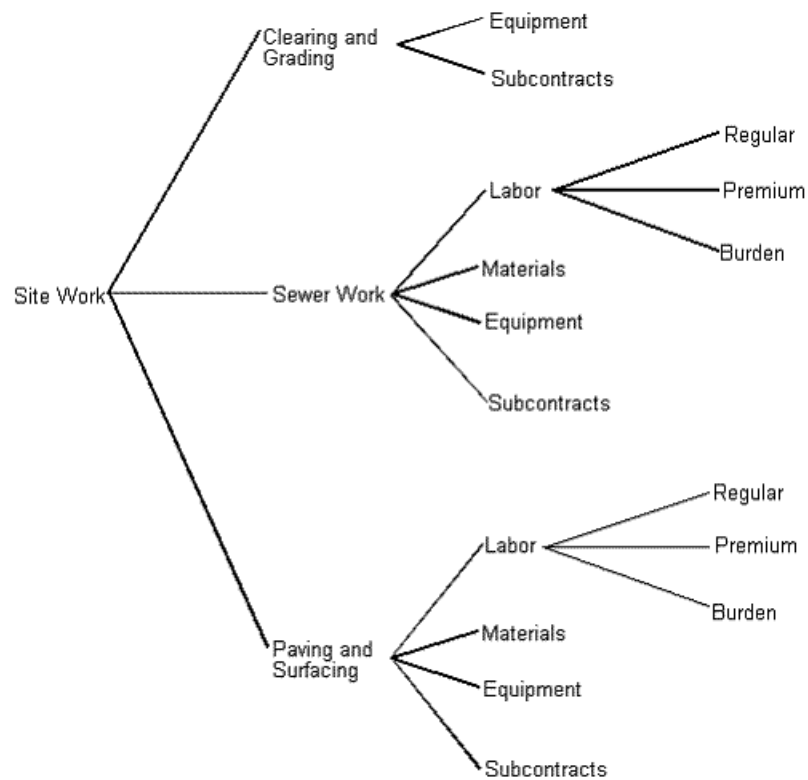 Clearing and
Grading
Equipment
Subcontracts
Site Work
Sewer Work
Labor
Regular
Premium
Burden
Materials
Equipment
Subcontracts
Paving and
Surfacing
Labor
Regular
Premium
Burden
Materials
Equipment
Subcontracts